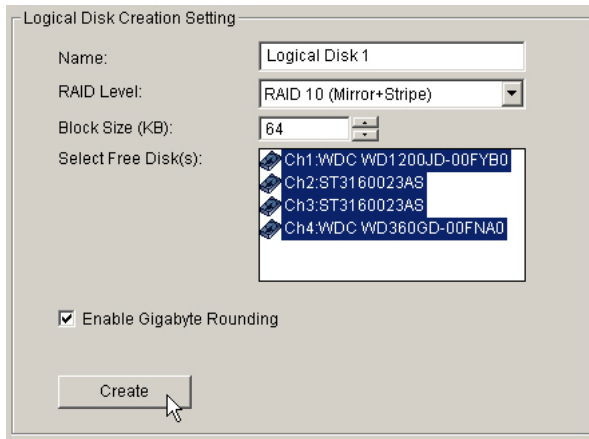 Logical Disk Creation Setting
Name: Logical Disk 1
RAID Level: RAID 10 (Mirror+Stripe)
Block Size (KB): 64
Select Free Disk(s): Ch1:WDC WD1200JD-00FYB0
Ch2:ST3160023AS
Ch3:ST3160023AS
Ch4:WDC WD360GD-00FNA0
Enable Gigabyte Rounding
Create